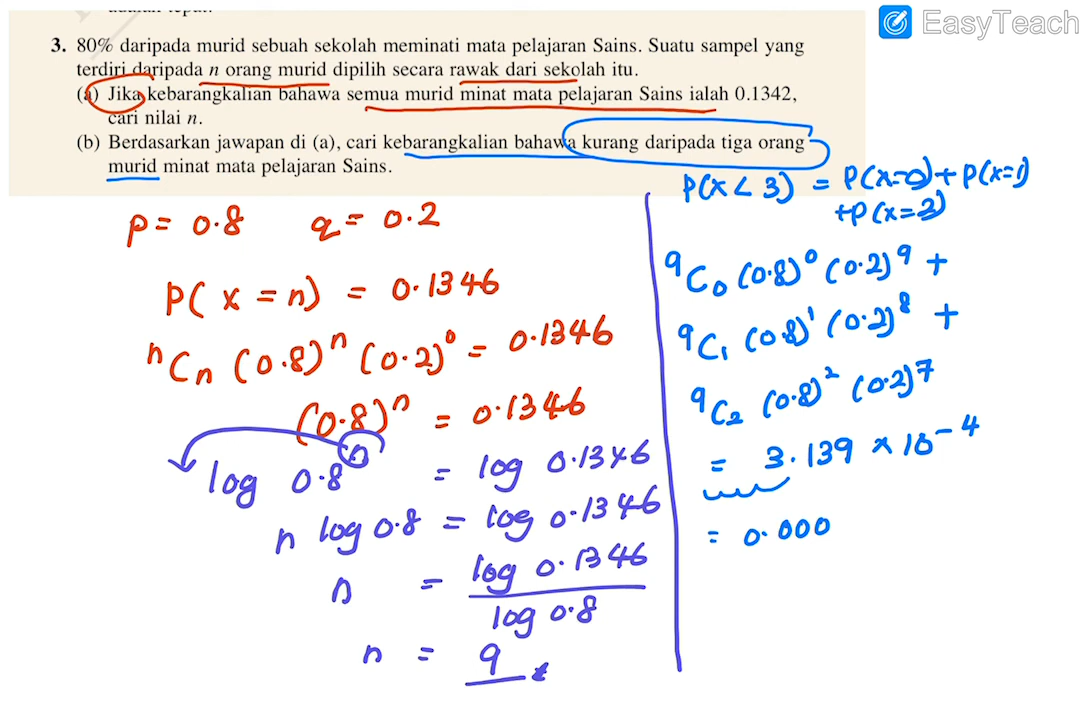 EasyTeach
3. 80% daripada murid sebuah sekolah meminati mata pelajaran Sains. Suatu sampel yang
terdiri daripada n orang murid dipilih secara rawak dari sekolah itu.
(a) Jika kebarangkalian bahawa semua murid minat mata pelajaran Sains ialah 0.1342,
cari nilai n.
(b) Berdasarkan jawapan di (a), cari kebarangkalian bahawa kurang daripada tiga orang
murid minat mata pelajaran Sains.
p = 0.8 q = 0.2
P( x = n) = 0.1346
ⁿCn (0.8)ⁿ (0.2)⁰ = 0.1346
(0.8)ⁿ = 0.1346
log 0.8ⁿ = log 0.1346
n log 0.8 = log 0.1346
n = log 0.1346
log 0.8
n = 9
P(x < 3) = P(x=0) + P(x=1)
+P(x=2)
⁹C₀ (0.8)⁰ (0.2)⁹ +
⁹C₁ (0.8)¹ (0.2)⁸ +
⁹C₂ (0.8)² (0.2)⁷
= 3.139 × 10⁻⁴
= 0.000